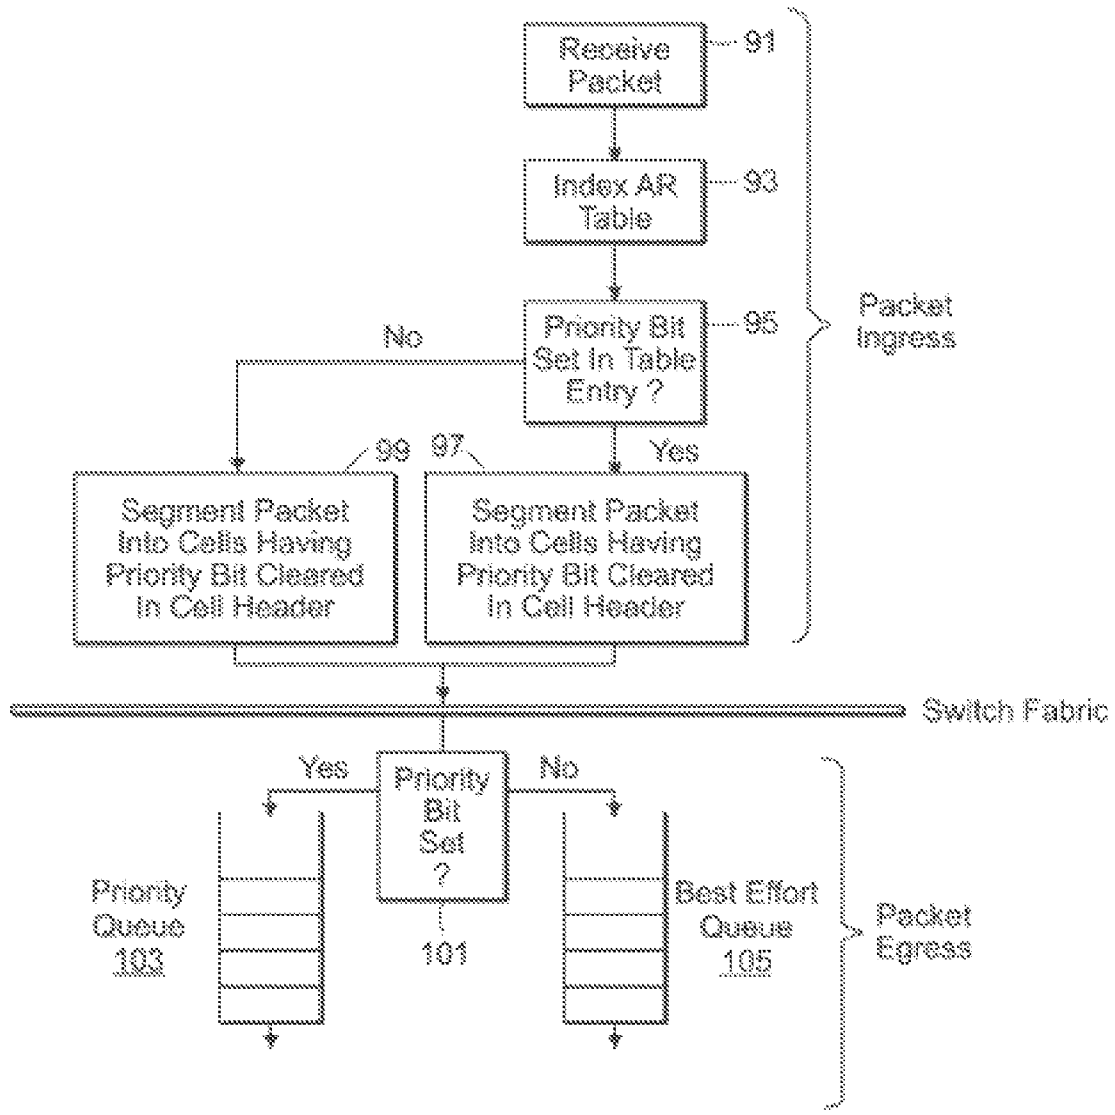 Receive
Packet
91
Index AR
Table
93
Priority Bit
Set In Table
Entry ?
95
Packet
Ingress
No
Yes
99
97
Segment Packet
Into Cells Having
Priority Bit Cleared
In Cell Header
Segment Packet
Into Cells Having
Priority Bit Cleared
In Cell Header
Switch Fabric
Yes
No
Priority
Bit
Set
?
101
Priority
Queue
103
Best Effort
Queue
105
Packet
Egress